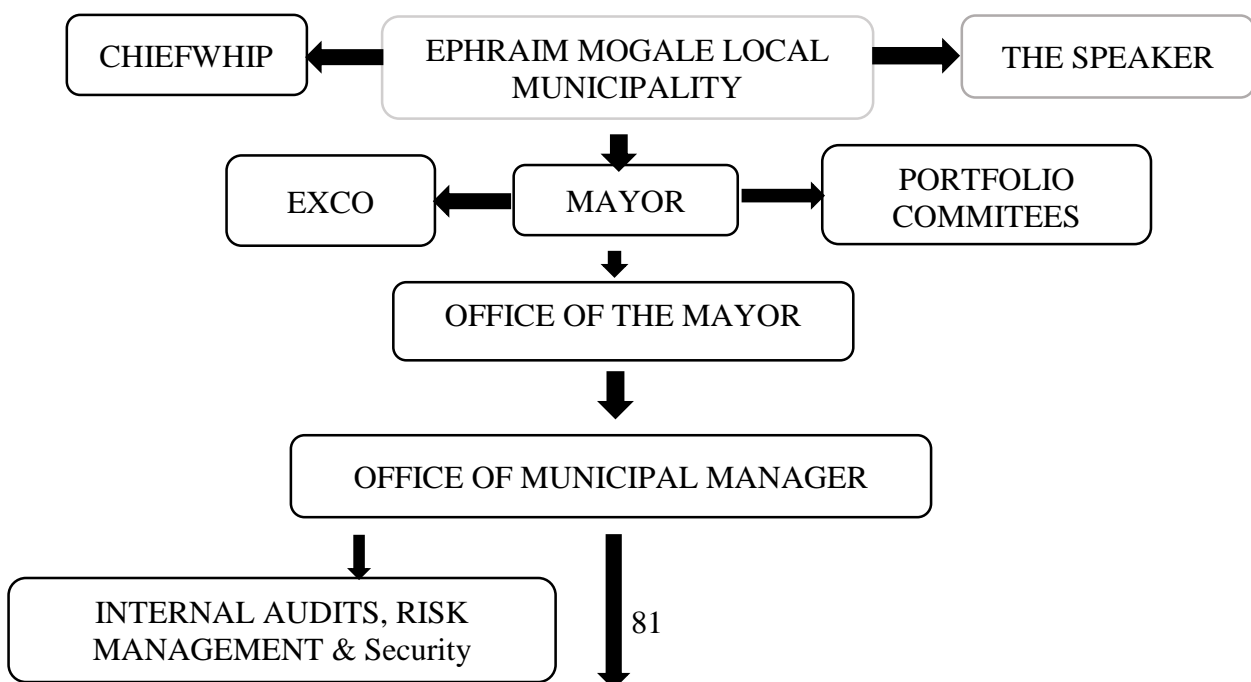 CHIEFWHIP
EPHRAIM MOGALE LOCAL
MUNICIPALITY
THE SPEAKER
EXCO
MAYOR
PORTFOLIO
COMMITEES
OFFICE OF THE MAYOR
OFFICE OF MUNICIPAL MANAGER
INTERNAL AUDITS, RISK
MANAGEMENT & Security
81